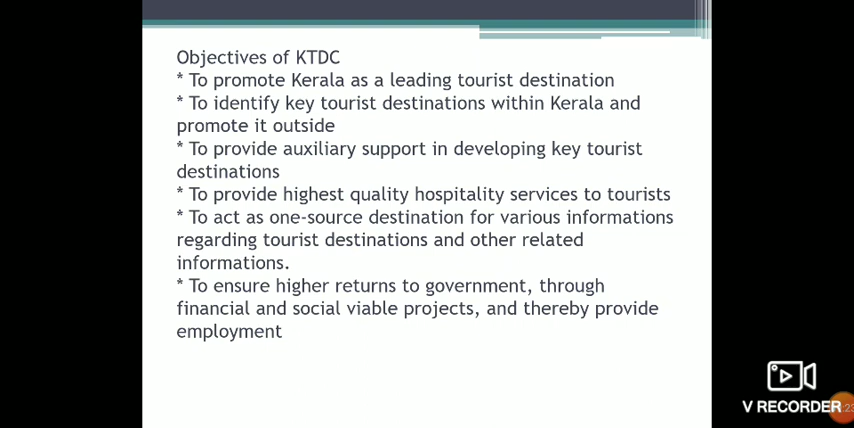 Objectives of KTDC
* To promote Kerala as a leading tourist destination
* To identify key tourist destinations within Kerala and
promote it outside
* To provide auxiliary support in developing key tourist
destinations
* To provide highest quality hospitality services to tourists
* To act as one-source destination for various informations
regarding tourist destinations and other related
informations.
* To ensure higher returns to government, through
financial and social viable projects, and thereby provide
employment
V RECORDER